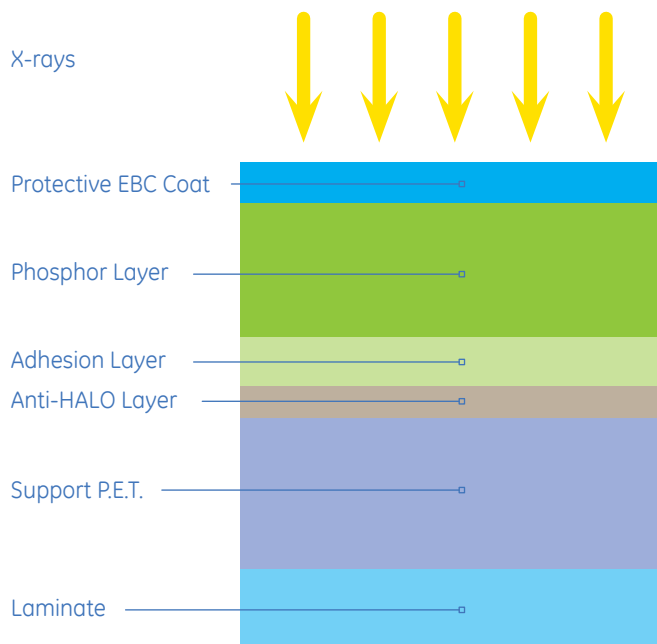 X-rays
Protective EBC Coat
Phosphor Layer
Adhesion Layer
Anti-HALO Layer
Support P.E.T.
Laminate